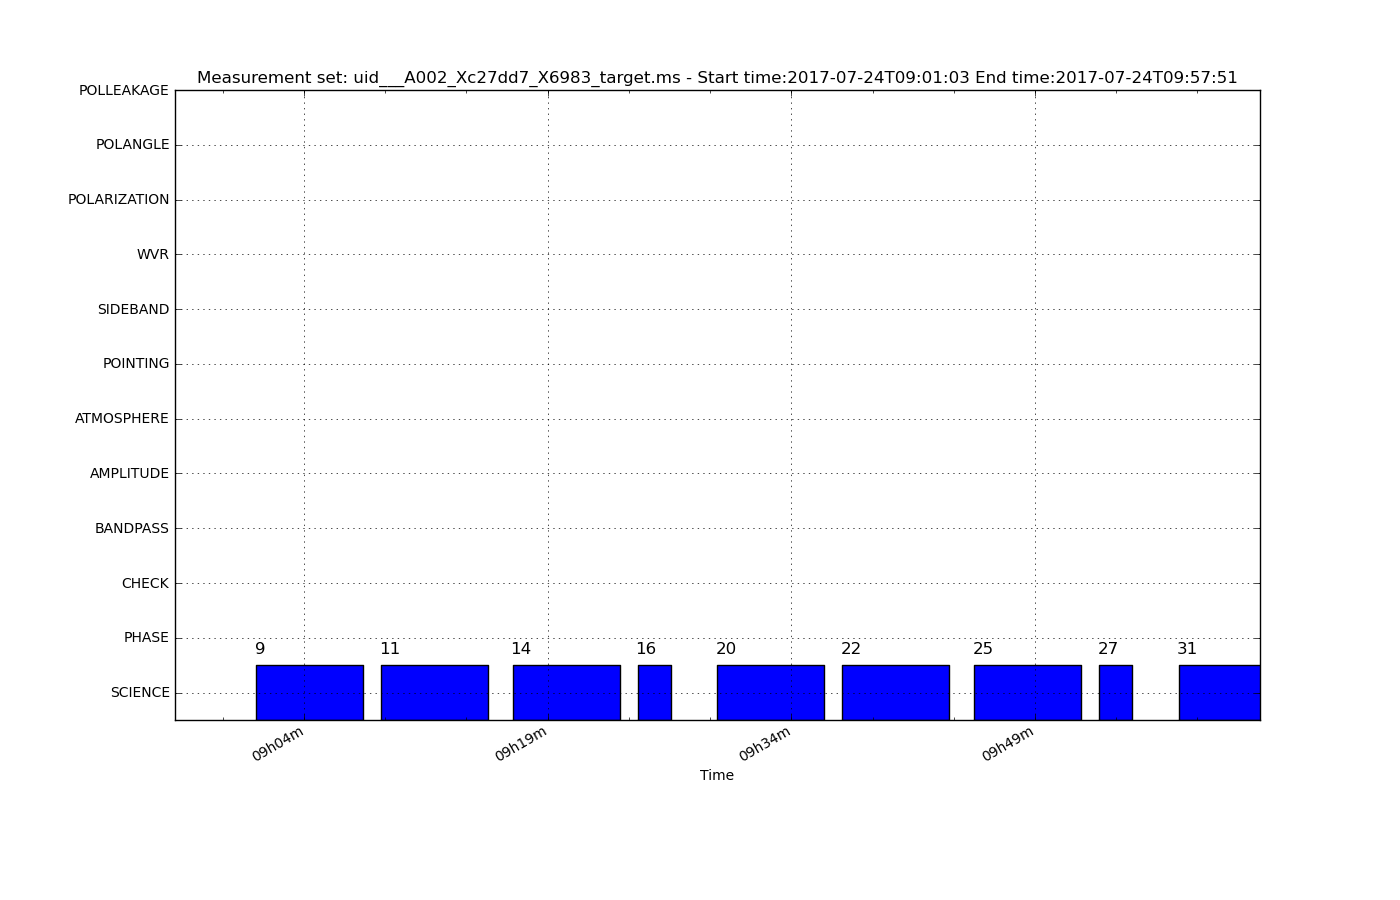 Measurement set: uid___A002_Xc27dd7_X6983_target.ms - Start time:2017-07-24T09:01:03 End time:2017-07-24T09:57:51
POLLEAKAGE
POLANGLE
POLARIZATION
WVR
SIDEBAND
POINTING
ATMOSPHERE
AMPLITUDE
BANDPASS
CHECK
PHASE
9 11 14 16 20 22 25 27 31
SCIENCE
09h04m 09h19m 09h34m 09h49m
Time